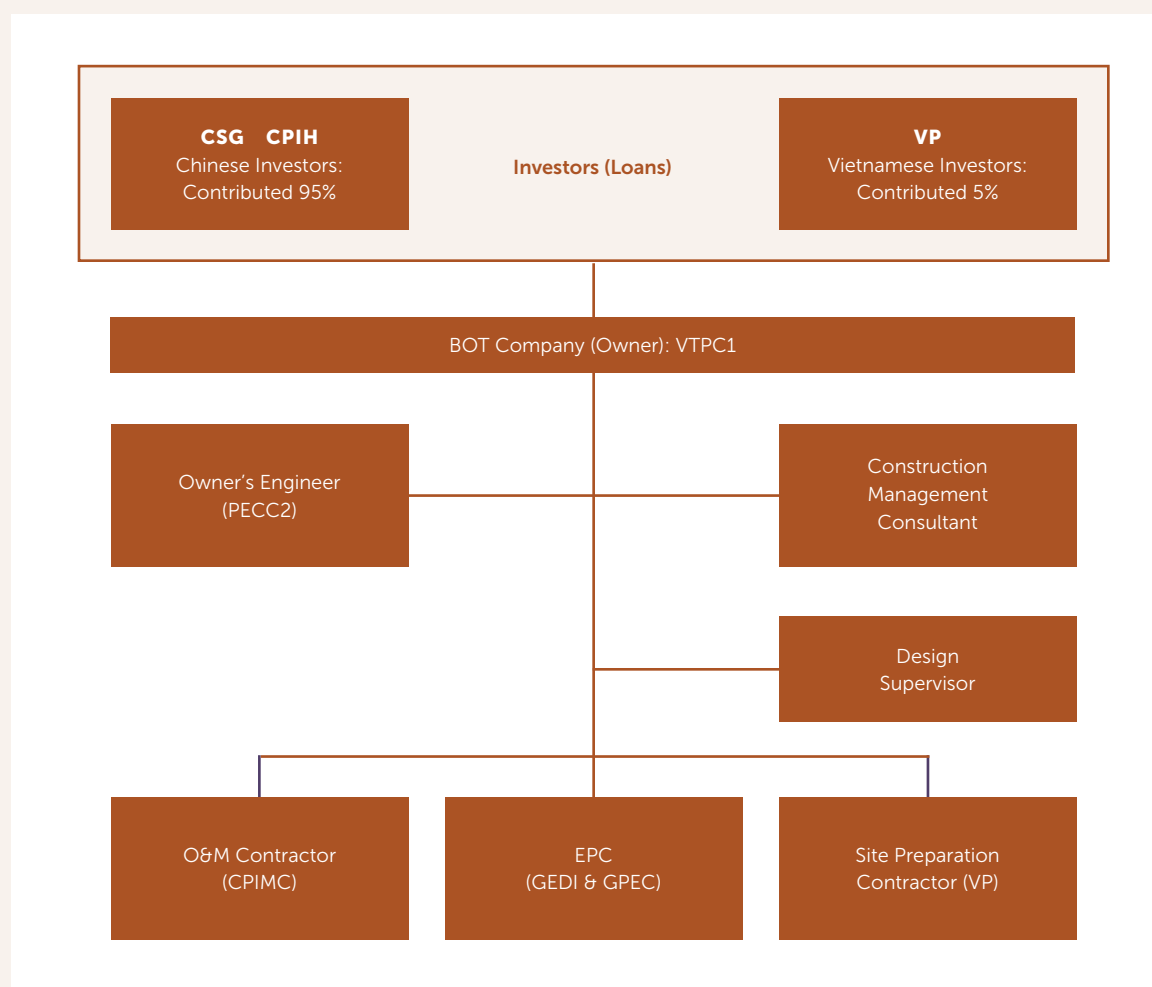 CSG CPIH
Chinese Investors:
Contributed 95%
Investors (Loans)
VP
Vietnamese Investors:
Contributed 5%
BOT Company (Owner): VTPC1
Owner’s Engineer
(PECC2)
Construction
Management
Consultant
Design
Supervisor
O&M Contractor
(CPIMC)
EPC
(GEDI & GPEC)
Site Preparation
Contractor (VP)